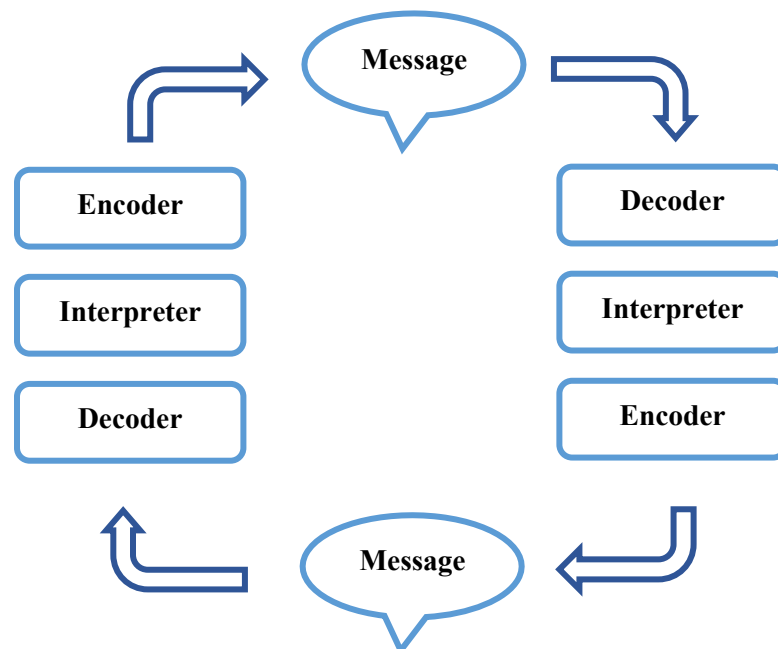 Message
Encoder
Interpreter
Decoder
Decoder
Interpreter
Encoder
Message